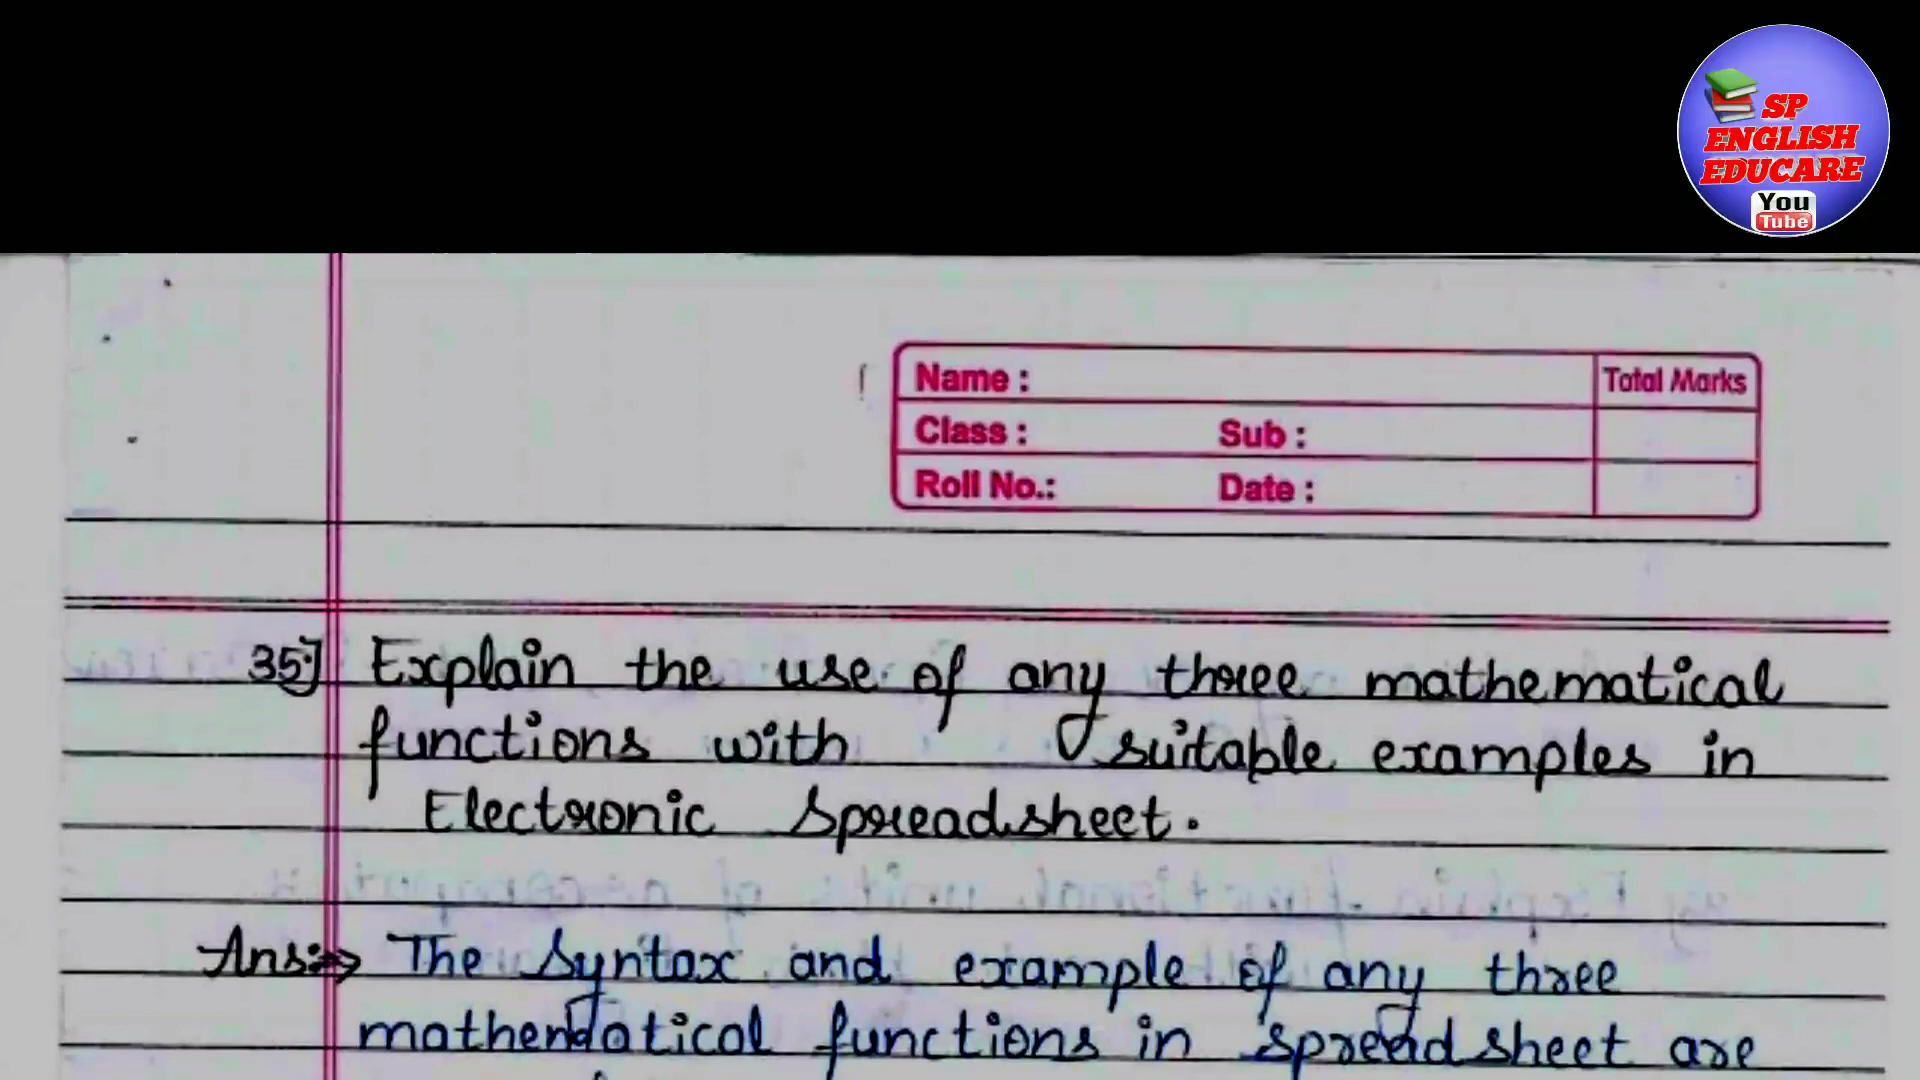 SP
ENGLISH
EDUCARE
You
Tube
Name :
Total Marks
Class :
Sub :
Roll No.:
Date :
35.] Explain the use of any three mathematical
functions with suitable examples in
Electronic Spreadsheet.
Ans:⇒ The Syntax and example of any three
mathematical functions in spreadsheet are